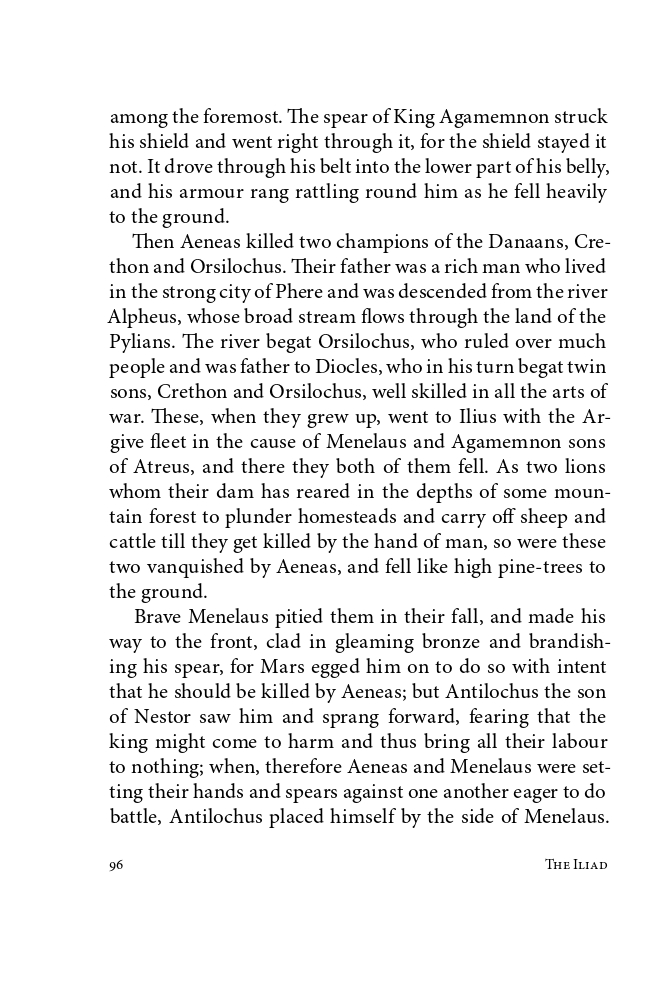 among the foremost. The spear of King Agamemnon struck
his shield and went right through it, for the shield stayed it
not. It drove through his belt into the lower part of his belly,
and his armour rang rattling round him as he fell heavily
to the ground.
Then Aeneas killed two champions of the Danaans, Cre-
thon and Orsilochus. Their father was a rich man who lived
in the strong city of Phere and was descended from the river
Alpheus, whose broad stream flows through the land of the
Pylians. The river begat Orsilochus, who ruled over much
people and was father to Diocles, who in his turn begat twin
sons, Crethon and Orsilochus, well skilled in all the arts of
war. These, when they grew up, went to Ilius with the Ar-
give fleet in the cause of Menelaus and Agamemnon sons
of Atreus, and there they both of them fell. As two lions
whom their dam has reared in the depths of some moun-
tain forest to plunder homesteads and carry off sheep and
cattle till they get killed by the hand of man, so were these
two vanquished by Aeneas, and fell like high pine-trees to
the ground.
Brave Menelaus pitied them in their fall, and made his
way to the front, clad in gleaming bronze and brandish-
ing his spear, for Mars egged him on to do so with intent
that he should be killed by Aeneas; but Antilochus the son
of Nestor saw him and sprang forward, fearing that the
king might come to harm and thus bring all their labour
to nothing; when, therefore Aeneas and Menelaus were set-
ting their hands and spears against one another eager to do
battle, Antilochus placed himself by the side of Menelaus.
96 The Iliad